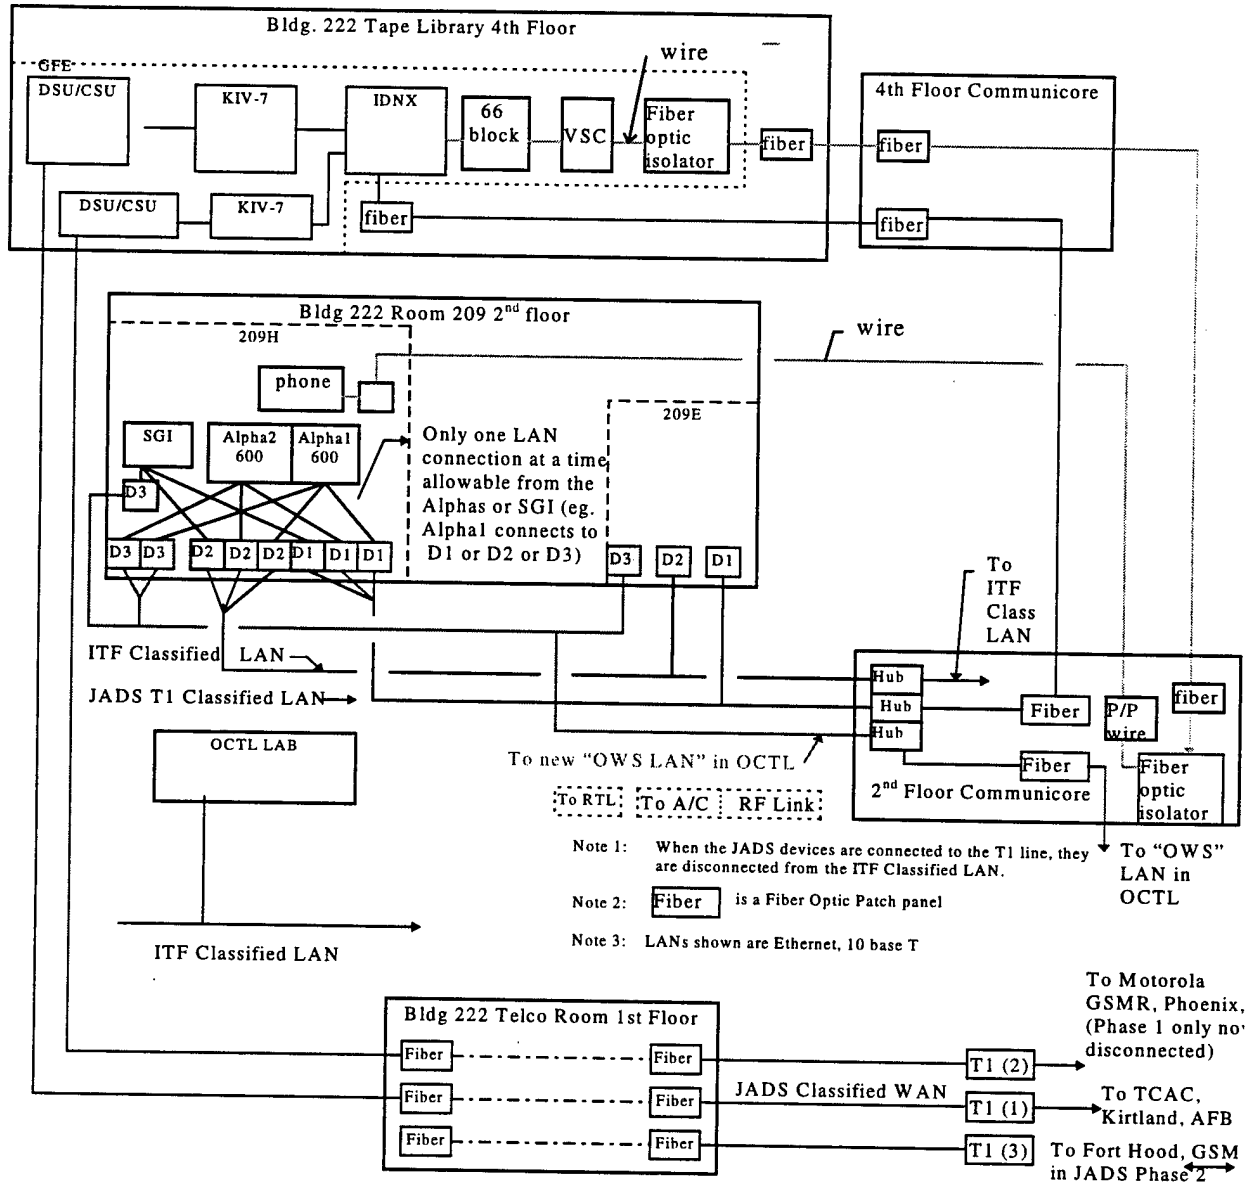 Bldg. 222 Tape Library 4th Floor
wire
GFE
DSU/CSU
KIV-7
IDNX
66
block
VSC
Fiber
optic
isolator
fiber
4th Floor Communicore
fiber
DSU/CSU
KIV-7
fiber
fiber
Bldg 222 Room 209 2nd floor
209H
wire
phone
209E
SGI
Alpha2
600
Alpha1
600
Only one LAN
connection at a time
allowable from the
Alphas or SGI (eg.
Alpha1 connects to
D1 or D2 or D3)
D3
D3
D3
D2
D2
D2
D1
D1
D1
D3
D2
D1
To
ITF
Class
LAN
ITF Classified LAN
JADS T1 Classified LAN
Hub
Hub
Hub
Fiber
P/P
wire
fiber
OCTL LAB
To new “OWS LAN” in OCTL
Fiber
Fiber
optic
isolator
2nd Floor Communicore
To RTL
To A/C
RF Link
Note 1: When the JADS devices are connected to the T1 line, they
are disconnected from the ITF Classified LAN.
To “OWS”
LAN in
OCTL
Note 2: Fiber is a Fiber Optic Patch panel
Note 3: LANs shown are Ethernet, 10 base T
ITF Classified LAN
Bldg 222 Telco Room 1st Floor
To Motorola
GSMR, Phoenix,
(Phase 1 only no
disconnected)
Fiber
Fiber
T1 (2)
Fiber
Fiber
JADS Classified WAN
T1 (1)
To TCAC,
Kirtland, AFB
Fiber
Fiber
T1 (3)
To Fort Hood, GSM
in JADS Phase 2